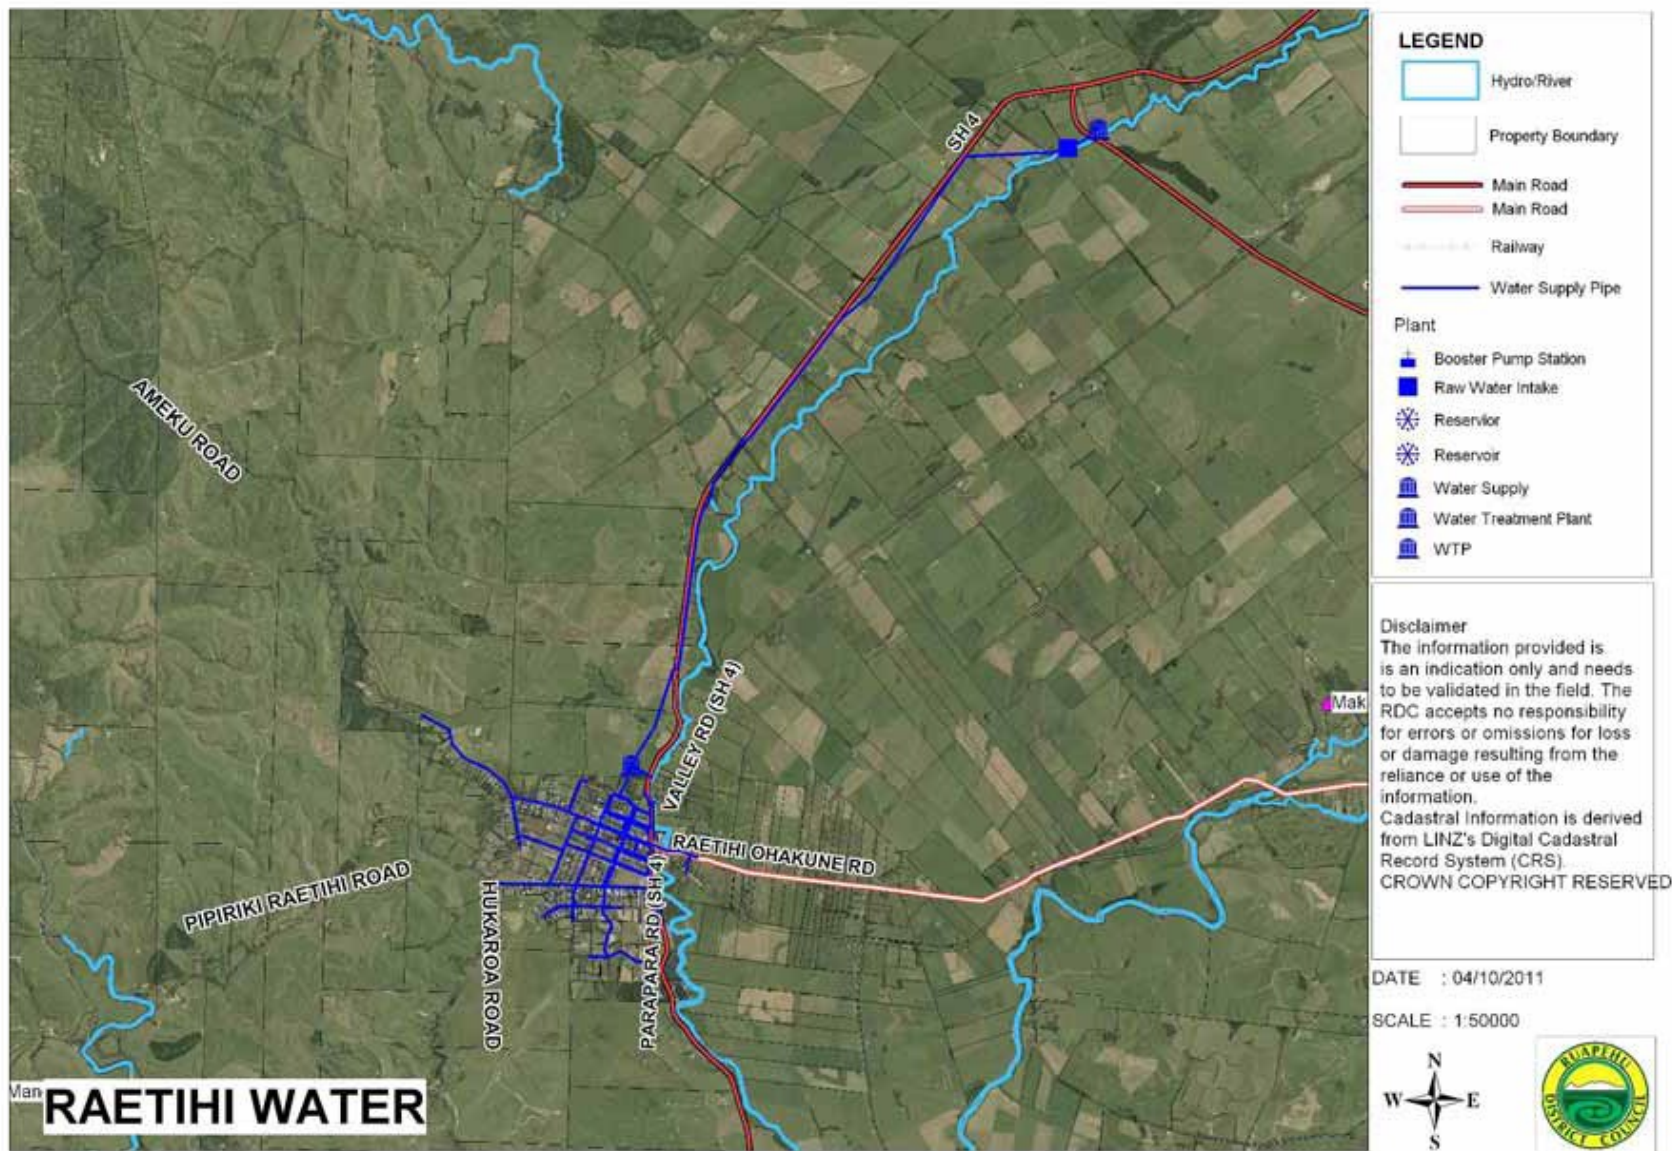 SH 4
AMEKU ROAD
VALLEY RD (SH 4)
RAETIHI OHAKUNE RD
PIPIRIKI RAETIHI ROAD
HUKAROA ROAD
PARAPARA RD (SH 4)
Mak
Man
RAETIHI WATER
LEGEND
Hydro/River
Property Boundary
Main Road
Main Road
Railway
Water Supply Pipe
Plant
Booster Pump Station
Raw Water Intake
Reservior
Reservoir
Water Supply
Water Treatment Plant
WTP
Disclaimer
The information provided is
is an indication only and needs
to be validated in the field. The
RDC accepts no responsibility
for errors or omissions for loss
or damage resulting from the
reliance or use of the
information.
Cadastral Information is derived
from LINZ's Digital Cadastral
Record System (CRS).
CROWN COPYRIGHT RESERVED
DATE : 04/10/2011
SCALE : 1:50000
N
W E
S
RUAPEHU
DISTRICT COUNCIL